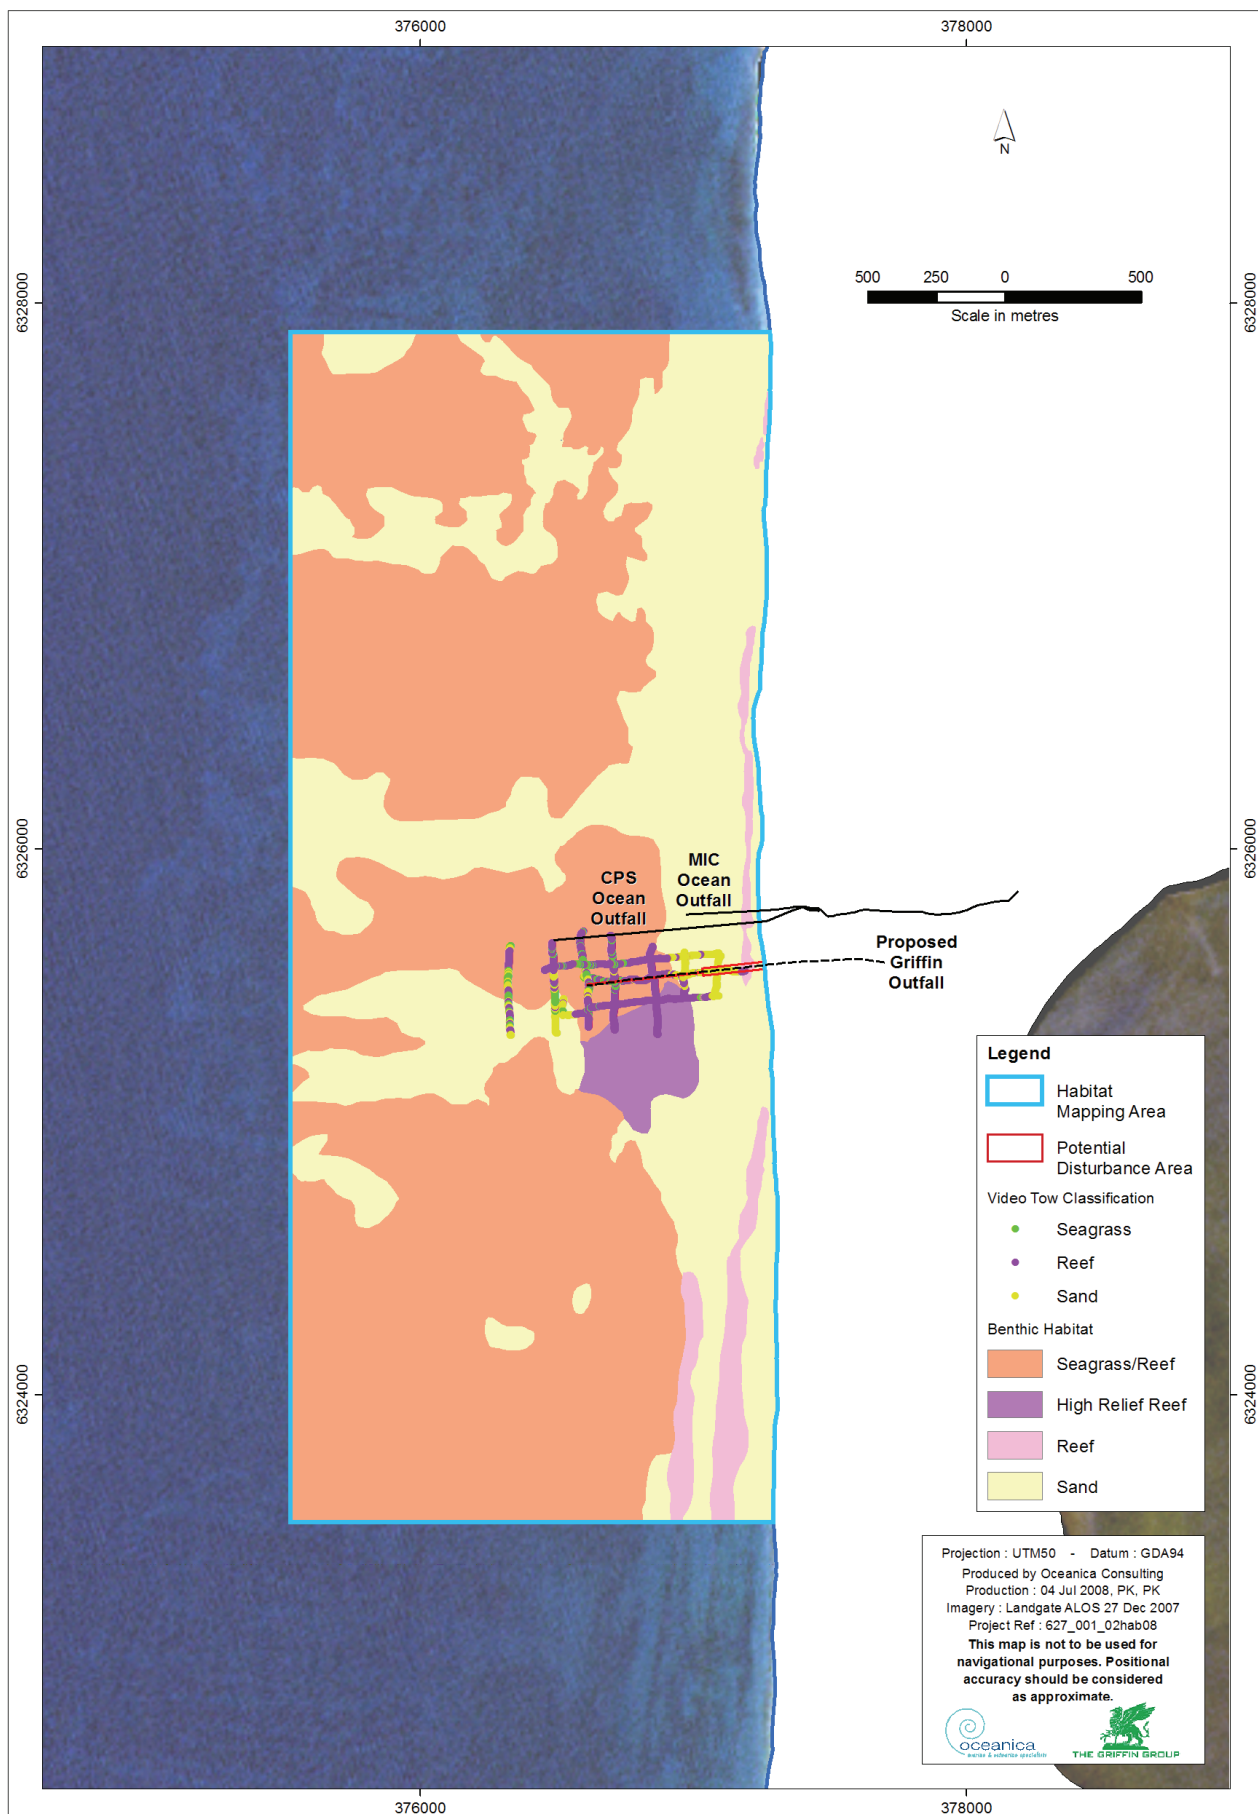 376000
378000
N
6328000
6328000
500 250 0 500
Scale in metres
6326000
6326000
MIC
Ocean
Outfall
CPS
Ocean
Outfall
Proposed
Griffin
Outfall
Legend
Habitat
Mapping Area
Potential
Disturbance Area
Video Tow Classification
Seagrass
Reef
Sand
Benthic Habitat
Seagrass/Reef
High Relief Reef
Reef
Sand
6324000
6324000
Projection : UTM50 - Datum : GDA94
Produced by Oceanica Consulting
Production : 04 Jul 2008, PK, PK
Imagery : Landgate ALOS 27 Dec 2007
Project Ref : 627_001_02hab08
This map is not to be used for
navigational purposes. Positional
accuracy should be considered
as approximate.
oceanica
marine & estuarine specialists
THE GRIFFIN GROUP
376000
378000